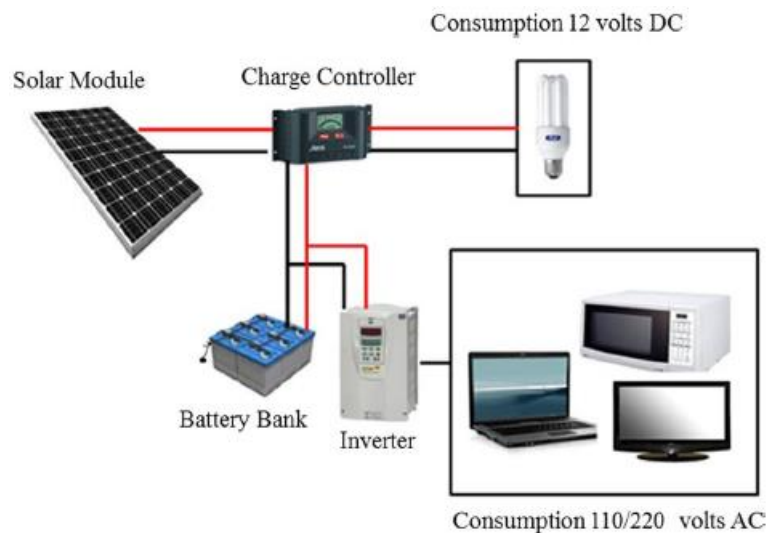 Consumption 12 volts DC
Solar Module
Charge Controller
Battery Bank
Inverter
Consumption 110/220 volts AC